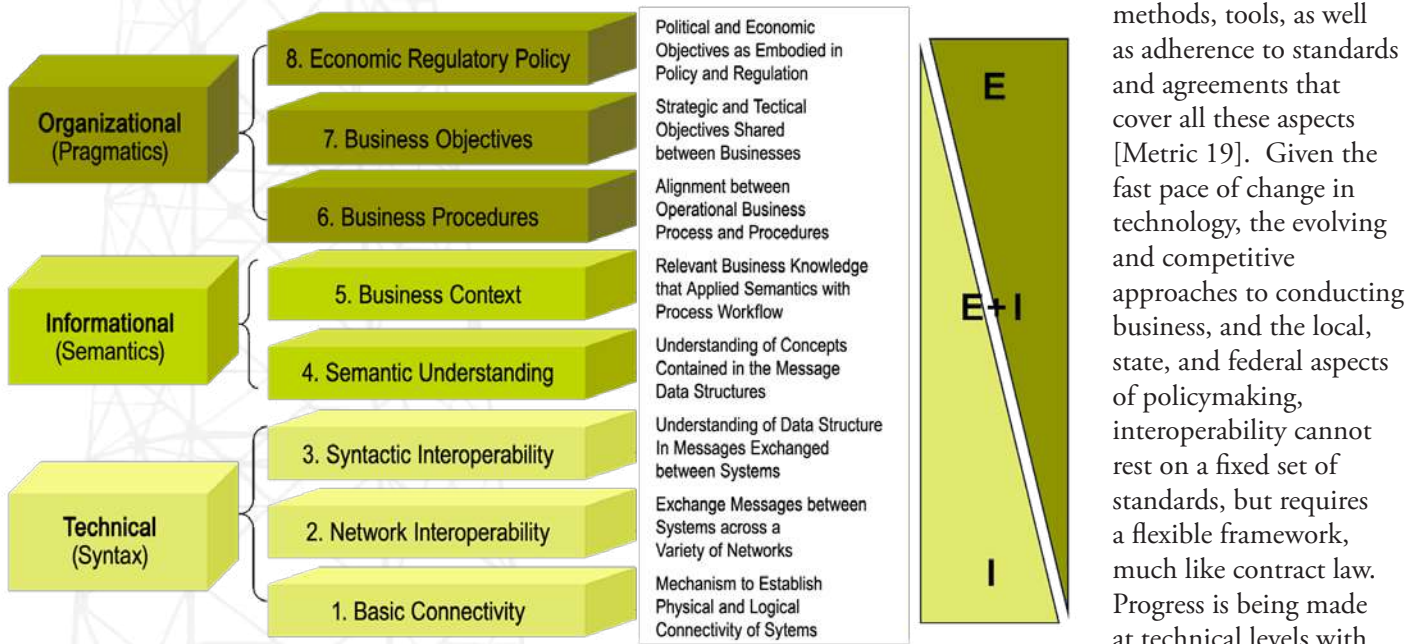 Organizational
(Pragmatics)
8. Economic Regulatory Policy
7. Business Objectives
6. Business Procedures
Informational
(Semantics)
5. Business Context
4. Semantic Understanding
Technical
(Syntax)
3. Syntactic Interoperability
2. Network Interoperability
1. Basic Connectivity
Political and Economic
Objectives as Embodied in
Policy and Regulation
Strategic and Tectical
Objectives Shared
between Businesses
Alignment between
Operational Business
Process and Procedures
Relevant Business Knowledge
that Applied Semantics with
Process Workflow
Understanding of Concepts
Contained in the Message
Data Structures
Understanding of Data Structure
In Messages Exchanged
between Systems
Exchange Messages between
Systems across a
Variety of Networks
Mechanism to Establish
Physical and Logical
Connectivity of Sytems
E
E+I
I
methods, tools, as well
as adherence to standards
and agreements that
cover all these aspects
[Metric 19]. Given the
fast pace of change in
technology, the evolving
and competitive
approaches to conducting
business, and the local,
state, and federal aspects
of policymaking,
interoperability cannot
rest on a fixed set of
standards, but requires
a flexible framework,
much like contract law.
Progress is being made
at technical levels with